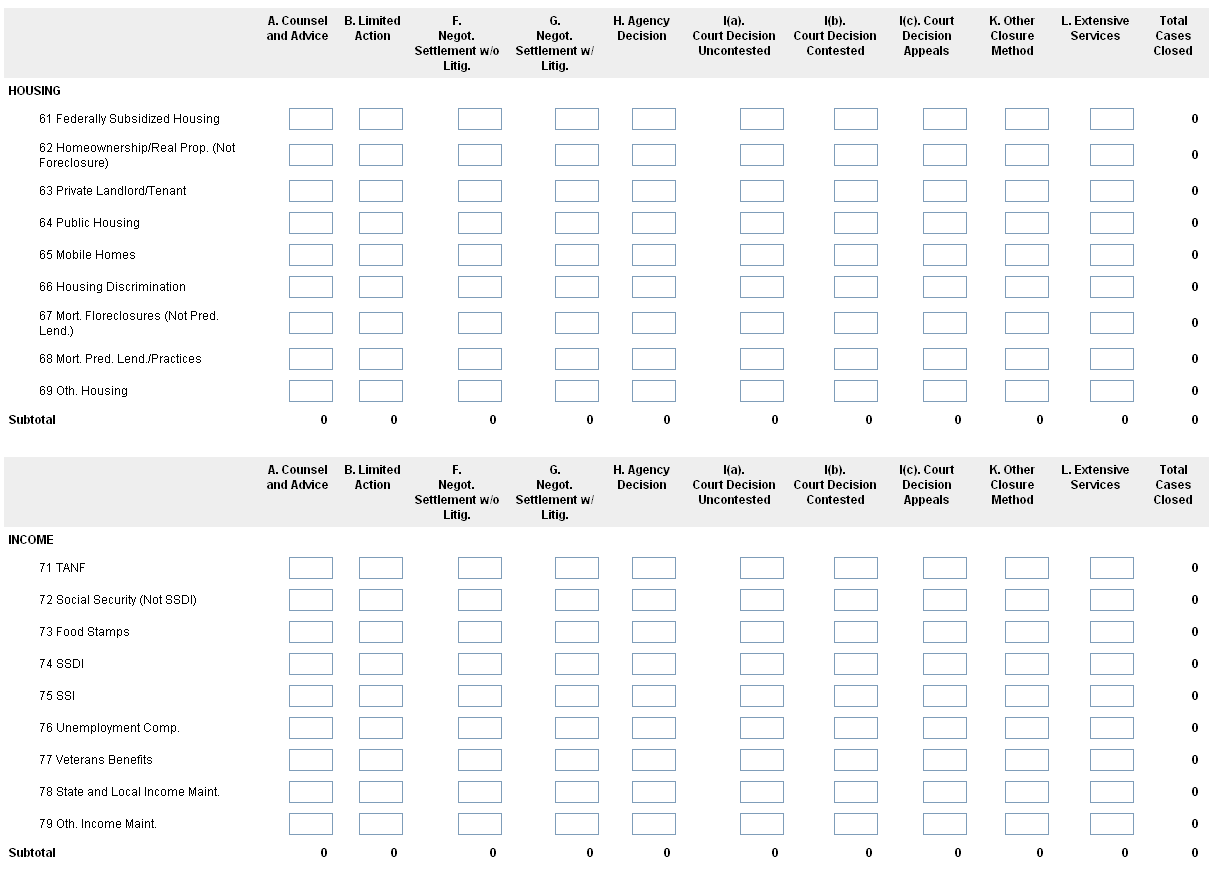 A. Counsel and Advice B. Limited Action F. Negot. Settlement w/o Litig. G. Negot. Settlement w/ Litig. H. Agency Decision I(a). Court Decision Uncontested I(b). Court Decision Contested I(c). Court Decision Appeals K. Other Closure Method L. Extensive Services Total Cases Closed
HOUSING
61 Federally Subsidized Housing 0
62 Homeownership/Real Prop. (Not
Foreclosure) 0
63 Private Landlord/Tenant 0
64 Public Housing 0
65 Mobile Homes 0
66 Housing Discrimination 0
67 Mort. Floreclosures (Not Pred.
Lend.) 0
68 Mort. Pred. Lend./Practices 0
69 Oth. Housing 0
Subtotal 0 0 0 0 0 0 0 0 0 0 0
A. Counsel and Advice B. Limited Action F. Negot. Settlement w/o Litig. G. Negot. Settlement w/ Litig. H. Agency Decision I(a). Court Decision Uncontested I(b). Court Decision Contested I(c). Court Decision Appeals K. Other Closure Method L. Extensive Services Total Cases Closed
INCOME
71 TANF 0
72 Social Security (Not SSDI) 0
73 Food Stamps 0
74 SSDI 0
75 SSI 0
76 Unemployment Comp. 0
77 Veterans Benefits 0
78 State and Local Income Maint. 0
79 Oth. Income Maint. 0
Subtotal 0 0 0 0 0 0 0 0 0 0 0